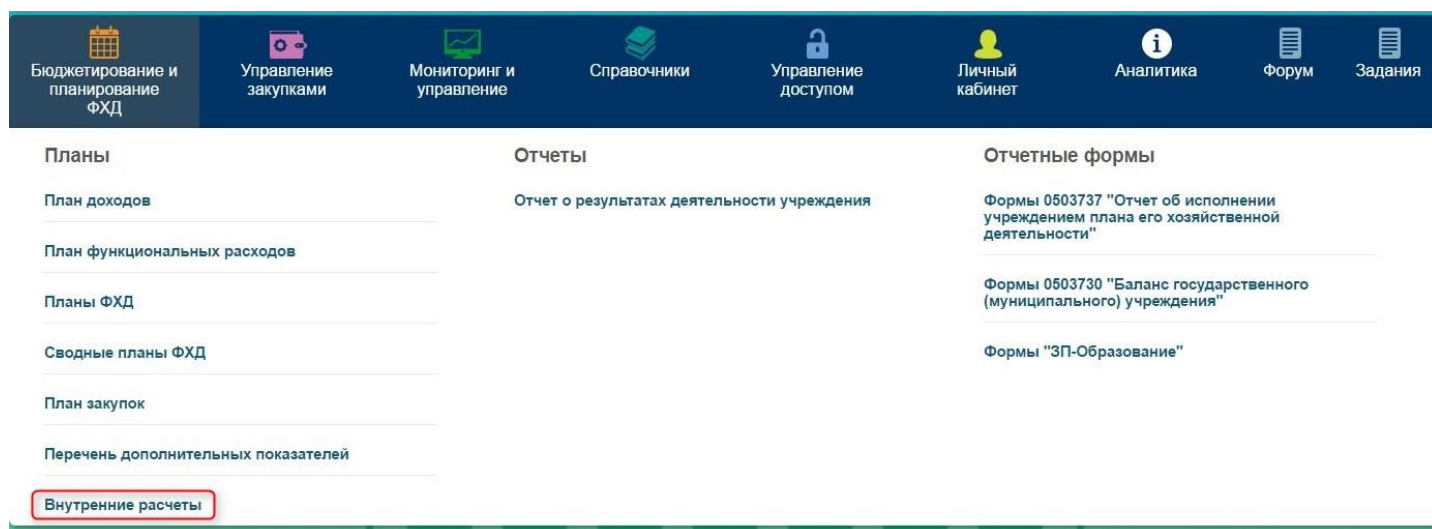 Бюджетирование и
планирование
ФХД
Управление
закупками
Мониторинг и
управление
Справочники
Управление
доступом
Личный
кабинет
Аналитика
Форум
Задания
Планы
План доходов
План функциональных расходов
Планы ФХД
Сводные планы ФХД
План закупок
Перечень дополнительных показателей
Внутренние расчеты
Отчеты
Отчет о результатах деятельности учреждения
Отчетные формы
Формы 0503737 "Отчет об исполнении
учреждением плана его хозяйственной
деятельности"
Формы 0503730 "Баланс государственного
(муниципального) учреждения"
Формы "ЗП-Образование"